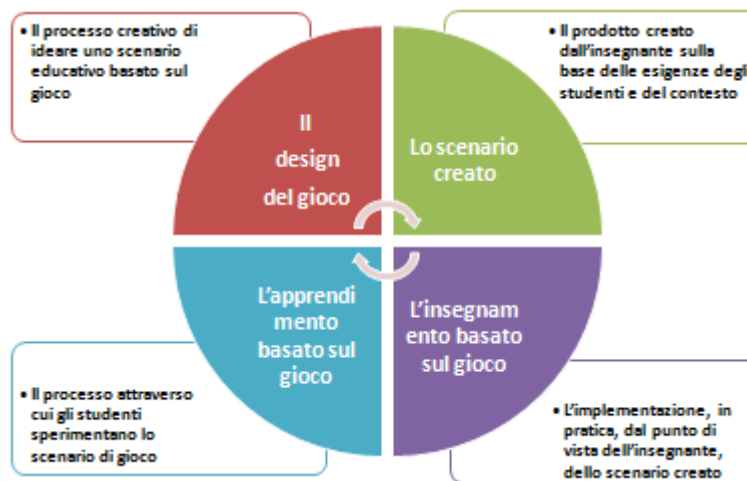 • Il processo creativo di
ideare uno scenario
educativo basato sul
gioco
• Il prodotto creato
dall'insegnante sulla
base delle esigenze degli
studenti e del contesto
Il
design
del gioco
Lo scenario
creato
L'apprendi
mento
basato sul
gioco
L'insegnam
ento basato
sul gioco
• Il processo attraverso
cui gli studenti
sperimentano lo
scenario di gioco
• L'implementazione, in
pratica, dal punto di
vista dell'insegnante,
dello scenario creato